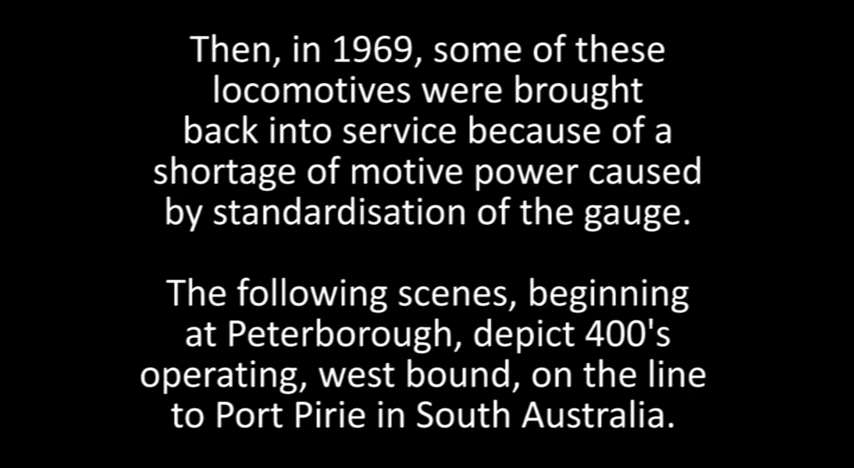 Then, in 1969, some of these
locomotives were brought
back into service because of a
shortage of motive power caused
by standardisation of the gauge.
The following scenes, beginning
at Peterborough, depict 400's
operating, west bound, on the line
to Port Pirie in South Australia.